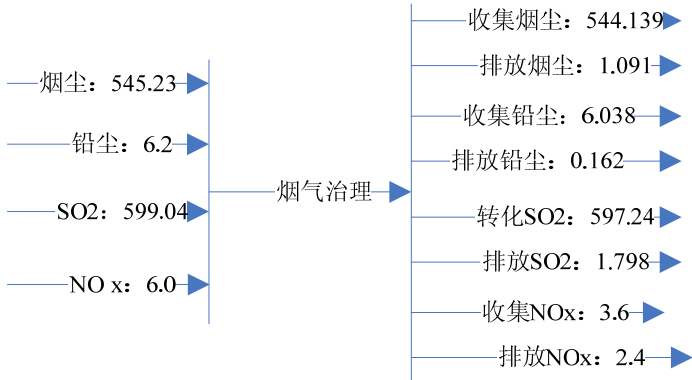 烟尘：545.23
铅尘：6.2
SO2：599.04
NO x：6.0
烟气治理
收集烟尘：544.139
排放烟尘：1.091
收集铅尘：6.038
排放铅尘：0.162
转化SO2：597.24
排放SO2：1.798
收集NOx：3.6
排放NOx：2.4